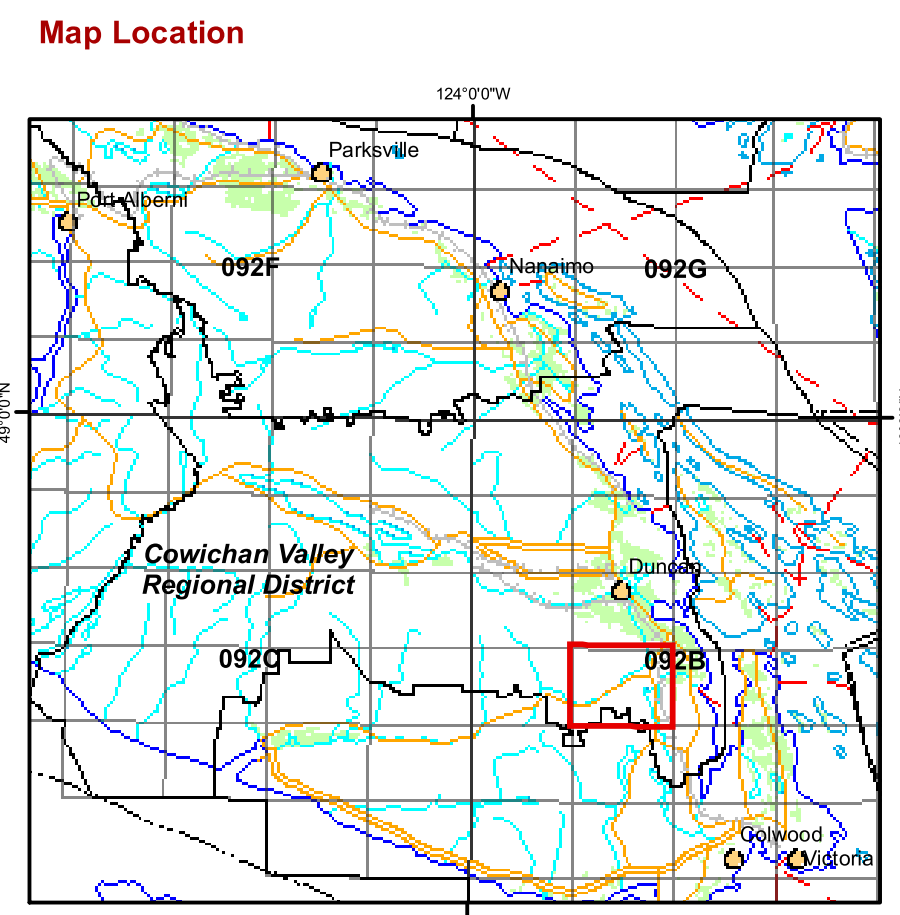 Map Location
124°0'0"W
Parksville
Port Alberni
092F
Nanaimo
092G
49°0'0"N
Cowichan Valley
Regional District
Duncan
092C
092B
Colwood
Victoria